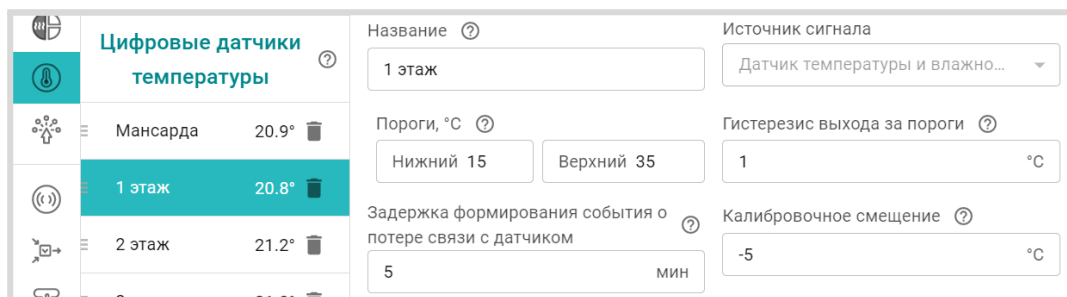 Цифровые датчики
температуры
Мансарда 20.9°
1 этаж 20.8°
2 этаж 21.2°
Название
1 этаж
Источник сигнала
Датчик температуры и влажно...
Пороги, °C
Нижний 15
Верхний 35
Гистерезис выхода за пороги
1 °C
Задержка формирования события о
потере связи с датчиком
5 мин
Калибровочное смещение
-5 °C